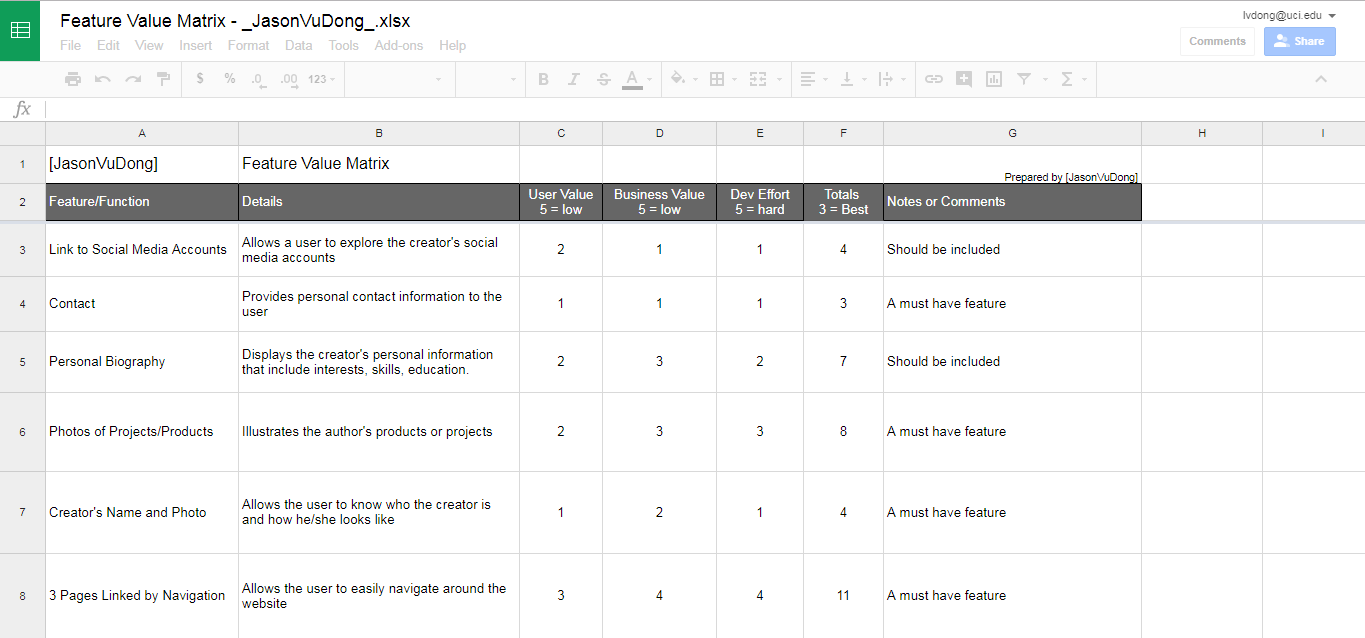 Feature Value Matrix - _JasonVuDong_.xlsx
lvdong@uci.edu
File Edit View Insert Format Data Tools Add-ons Help
Comments
Share
$ % .0 .00 123
B I S A
fx
A B C D E F G H I
1 [JasonVuDong] Feature Value Matrix Prepared by [JasonVuDong]
2 Feature/Function Details User Value Business Value Dev Effort Totals Notes or Comments
5 = low 5 = low 5 = hard 3 = Best
3 Link to Social Media Accounts Allows a user to explore the creator's social 2 1 1 4 Should be included
media accounts
4 Contact Provides personal contact information to the 1 1 1 3 A must have feature
user
5 Personal Biography Displays the creator's personal information 2 3 2 7 Should be included
that include interests, skills, education.
6 Photos of Projects/Products Illustrates the author's products or projects 2 3 3 8 A must have feature
7 Creator's Name and Photo Allows the user to know who the creator is 1 2 1 4 A must have feature
and how he/she looks like
8 3 Pages Linked by Navigation Allows the user to easily navigate around the 3 4 4 11 A must have feature
website